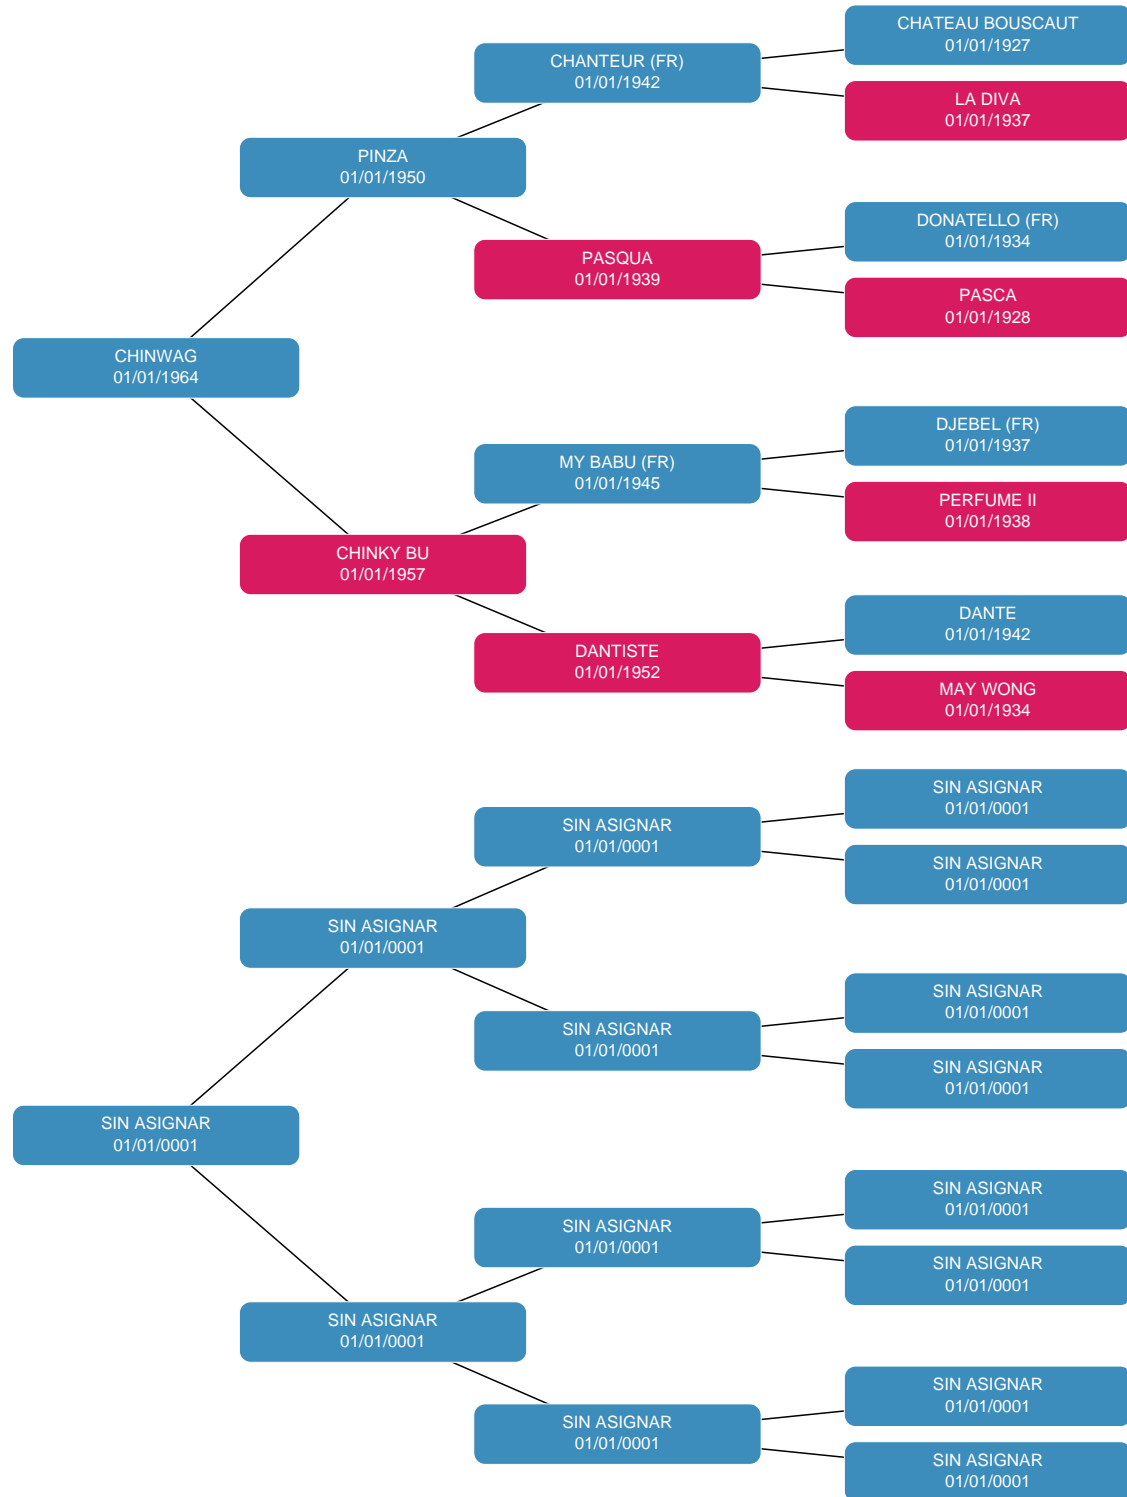 CHATEAU BOUSCAUT
01/01/1927
CHANTEUR (FR)
01/01/1942
LA DIVA
01/01/1937
PINZA
01/01/1950
DONATELLO (FR)
01/01/1934
PASQUA
01/01/1939
PASCA
01/01/1928
CHINWAG
01/01/1964
DJEBEL (FR)
01/01/1937
MY BABU (FR)
01/01/1945
PERFUME II
01/01/1938
CHINKY BU
01/01/1957
DANTE
01/01/1942
DANTISTE
01/01/1952
MAY WONG
01/01/1934
SIN ASIGNAR
01/01/0001
SIN ASIGNAR
01/01/0001
SIN ASIGNAR
01/01/0001
SIN ASIGNAR
01/01/0001
SIN ASIGNAR
01/01/0001
SIN ASIGNAR
01/01/0001
SIN ASIGNAR
01/01/0001
SIN ASIGNAR
01/01/0001
SIN ASIGNAR
01/01/0001
SIN ASIGNAR
01/01/0001
SIN ASIGNAR
01/01/0001
SIN ASIGNAR
01/01/0001
SIN ASIGNAR
01/01/0001
SIN ASIGNAR
01/01/0001
SIN ASIGNAR
01/01/0001